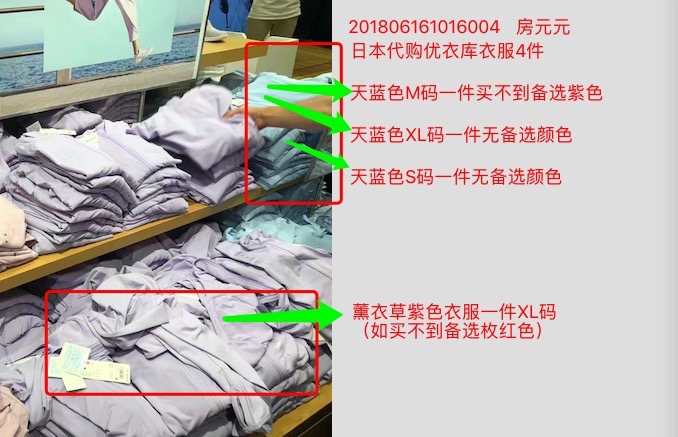 201806161016004 房元元
日本代购优衣库衣服4件
天蓝色M码一件买不到备选紫色
天蓝色XL码一件无备选颜色
天蓝色S码一件无备选颜色
薰衣草紫色衣服一件XL码
（如买不到备选枚红色）